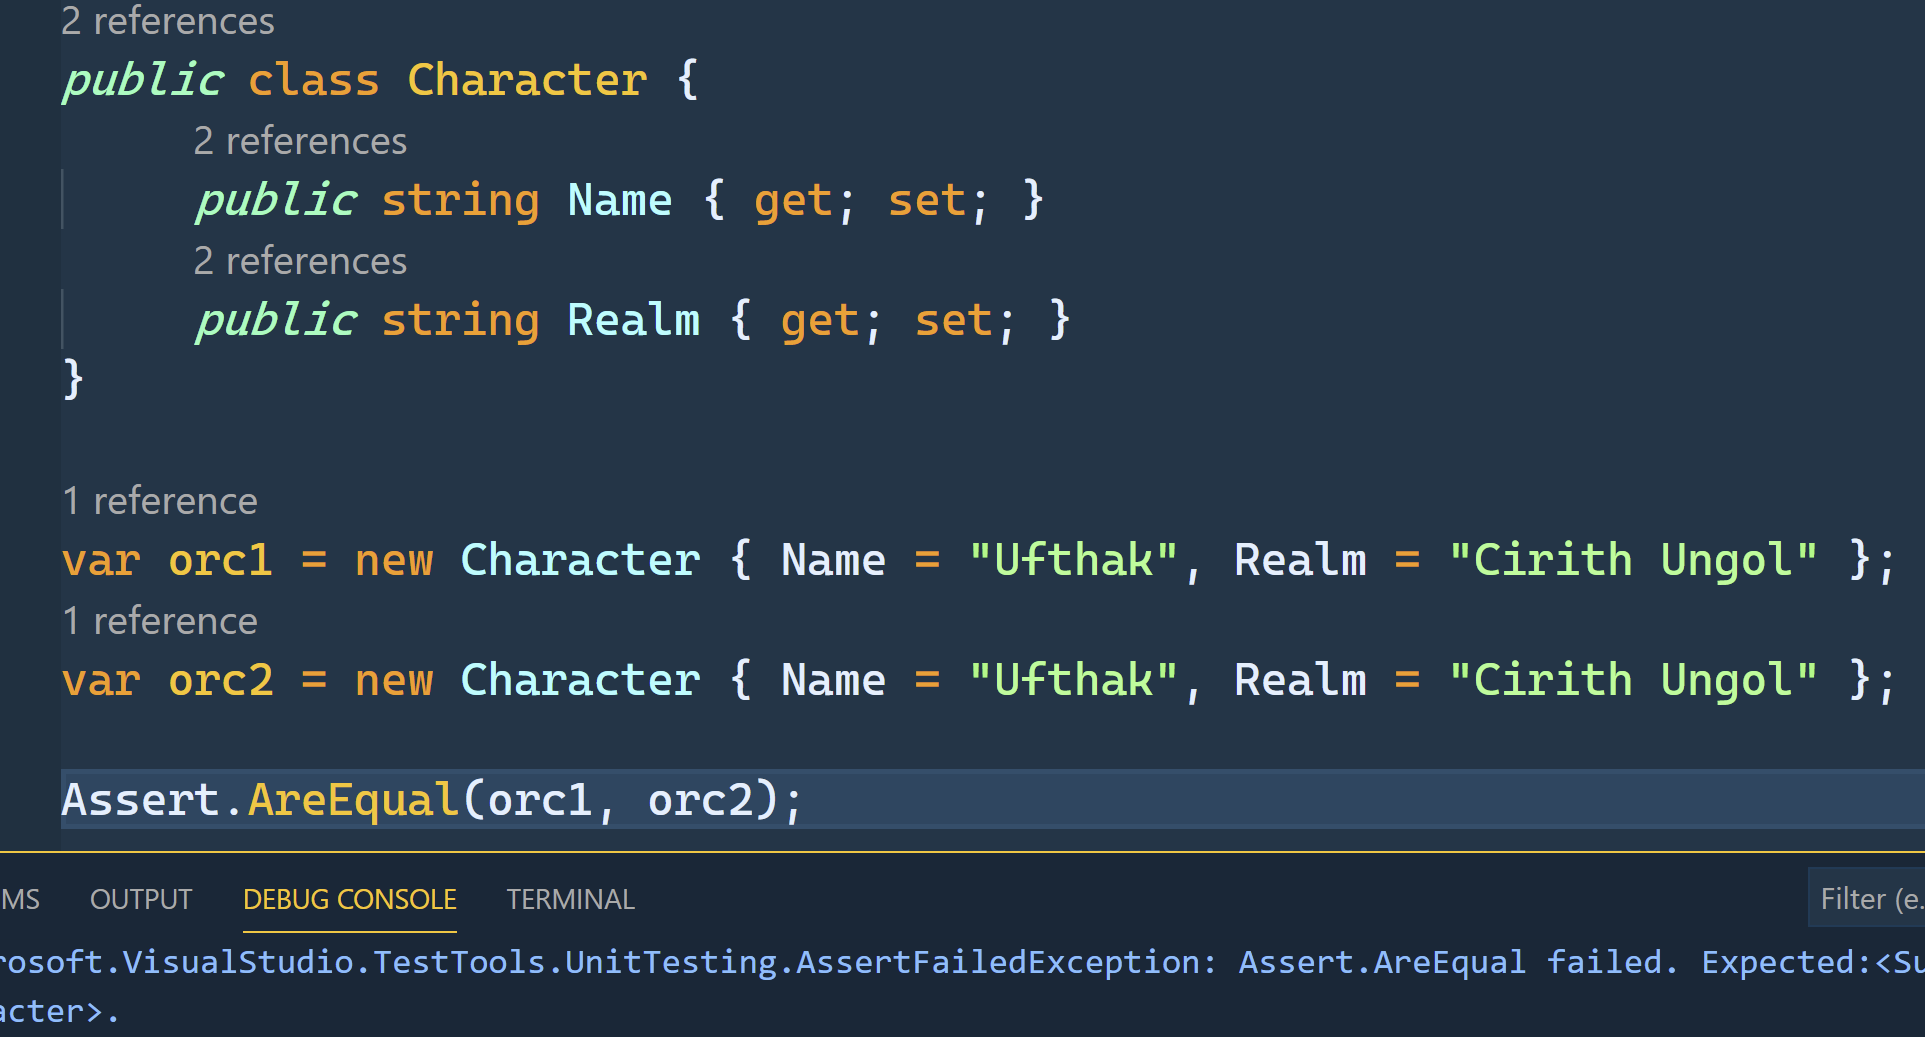 2 references
public class Character {
2 references
public string Name { get; set; }
2 references
public string Realm { get; set; }
}
1 reference
var orc1 = new Character { Name = "Ufthak", Realm = "Cirith Ungol" };
1 reference
var orc2 = new Character { Name = "Ufthak", Realm = "Cirith Ungol" };
Assert.AreEqual(orc1, orc2);
MS OUTPUT DEBUG CONSOLE TERMINAL Filter (e.
rosoft.VisualStudio.TestTools.UnitTesting.AssertFailedException: Assert.AreEqual failed. Expected:<Su
acter>.